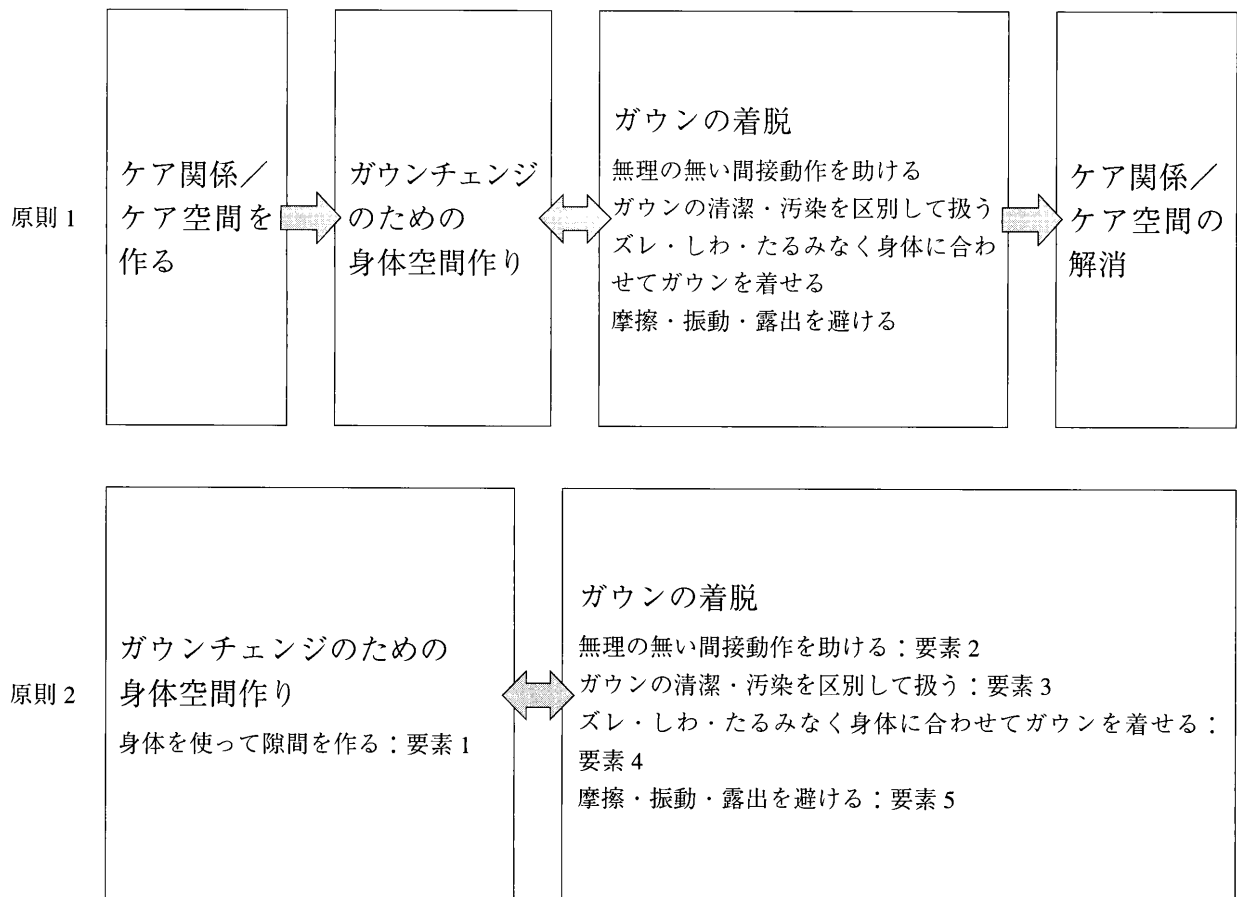 原則 1
ケア関係／
ケア空間を
作る
ガウンチェンジ
のための
身体空間作り
ガウンの着脱
無理の無い間接動作を助ける
ガウンの清潔・汚染を区別して扱う
ズレ・しわ・たるみなく身体に合わ
せてガウンを着せる
摩擦・振動・露出を避ける
ケア関係／
ケア空間の
解消
原則 2
ガウンチェンジのための
身体空間作り
身体を使って隙間を作る：要素 1
ガウンの着脱
無理の無い間接動作を助ける：要素 2
ガウンの清潔・汚染を区別して扱う：要素 3
ズレ・しわ・たるみなく身体に合わせてガウンを着せる：
要素 4
摩擦・振動・露出を避ける：要素 5